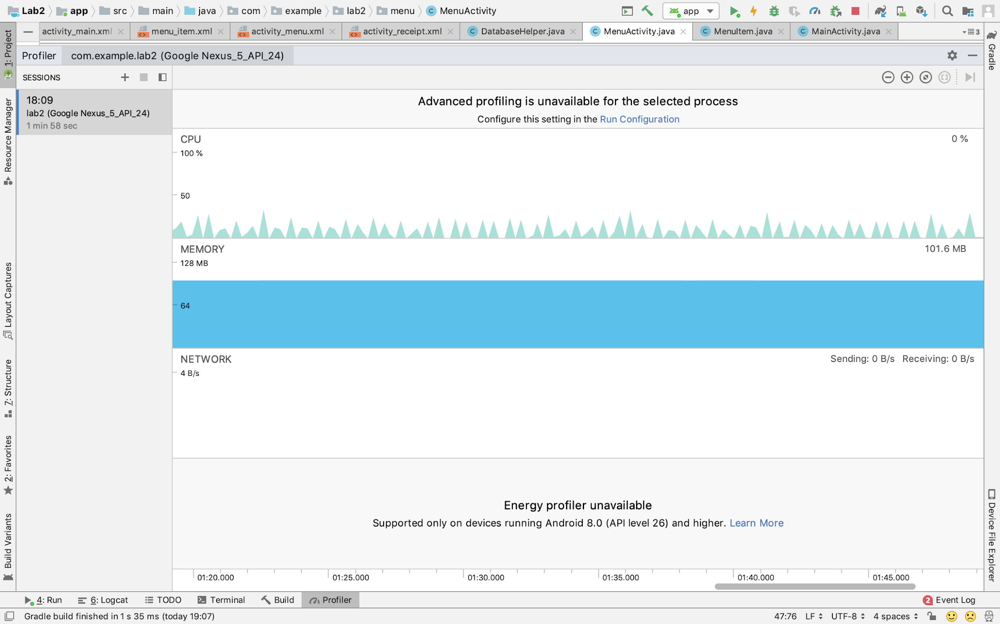 Lab2 app src main java com example lab2 menu MenuActivity app
activity_main.xml menu_item.xml activity_menu.xml activity_receipt.xml DatabaseHelper.java MenuActivity.java MenuItem.java MainActivity.java 3
Profiler com.example.lab2 (Google Nexus_5_API_24)
SESSIONS
18:09
lab2 (Google Nexus_5_API_24)
1 min 58 sec
Advanced profiling is unavailable for the selected process
Configure this setting in the Run Configuration
CPU 0 %
100 %
50
MEMORY 101.6 MB
128 MB
64
NETWORK Sending: 0 B/s Receiving: 0 B/s
4 B/s
Energy profiler unavailable
Supported only on devices running Android 8.0 (API level 26) and higher. Learn More
01:20.000 01:25.000 01:30.000 01:35.000 01:40.000 01:45.000
1: Project
Resource Manager
Layout Captures
7: Structure
2: Favorites
Build Variants
Gradle
Device File Explorer
4: Run 6: Logcat TODO Terminal Build Profiler 2 Event Log
Gradle build finished in 1 s 35 ms (today 19:07) 47:76 LF UTF-8 4 spaces